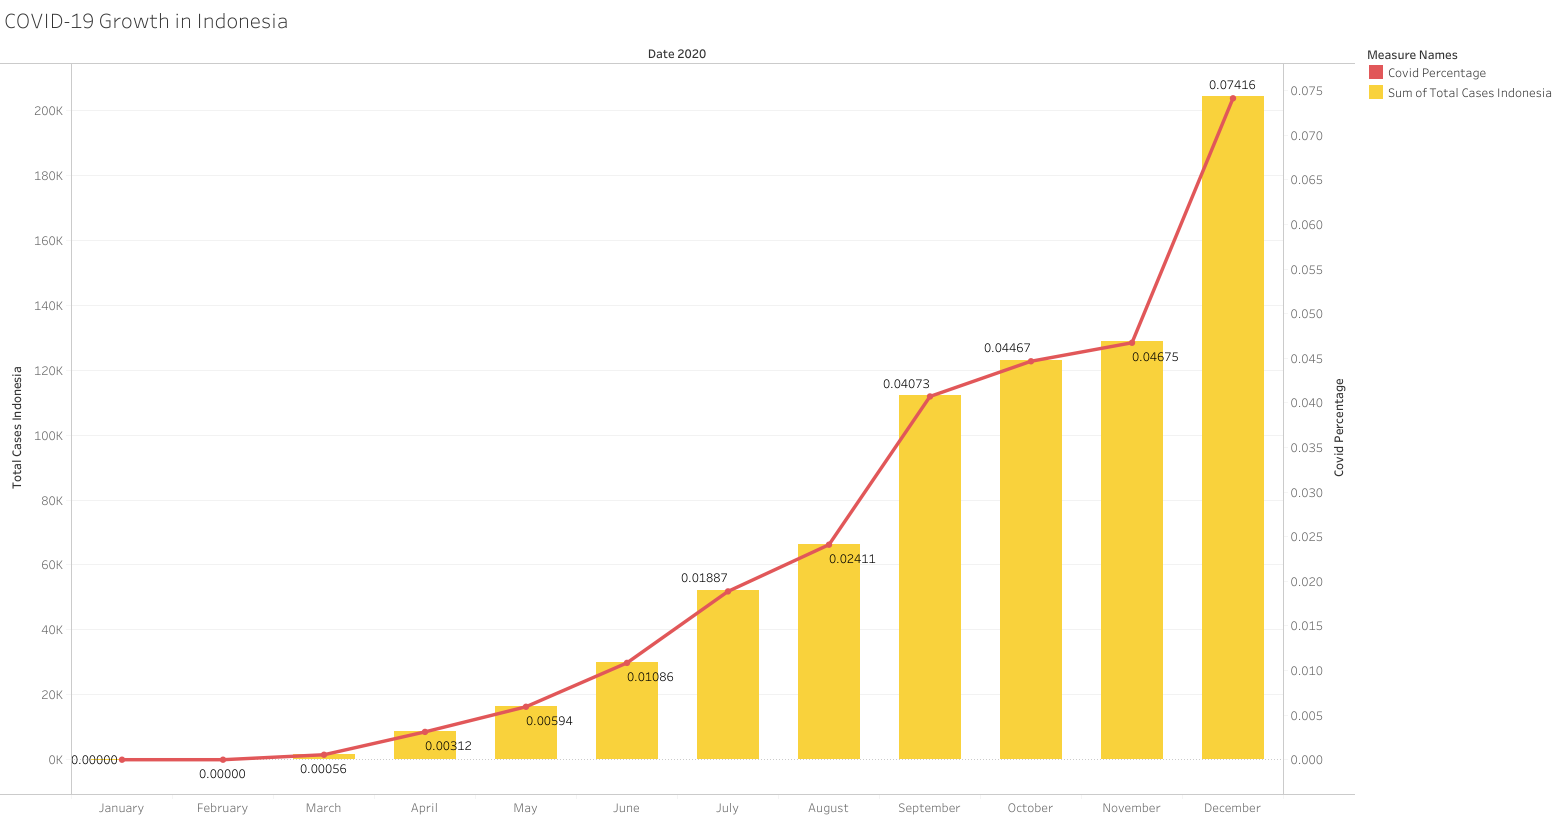 COVID-19 Growth in Indonesia
Date 2020
Measure Names
Covid Percentage
Sum of Total Cases Indonesia
Total Cases Indonesia
200K
180K
160K
140K
120K
100K
80K
60K
40K
20K
0K
0.00000
0.00000
0.00056
0.00312
0.00594
0.01086
0.01887
0.02411
0.04073
0.04467
0.04675
0.07416
0.075
0.070
0.065
0.060
0.055
0.050
0.045
0.040
0.035
0.030
0.025
0.020
0.015
0.010
0.005
0.000
Covid Percentage
January February March April May June July August September October November December